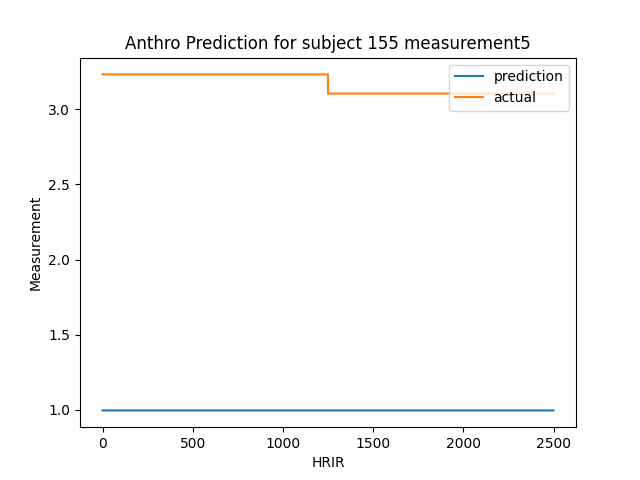 Anthro Prediction for subject 155 measurement5
prediction
actual
3.0
2.5
2.0
1.5
1.0
Measurement
0 500 1000 1500 2000 2500
HRIR